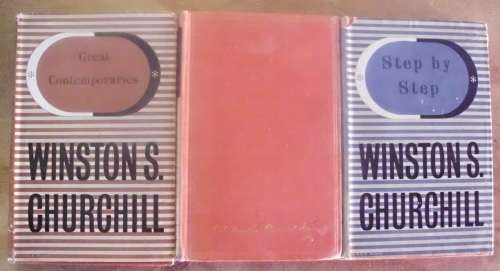 Great
Contemporaries
WINSTON S.
CHURCHILL
Step by
Step
WINSTON S.
CHURCHILL